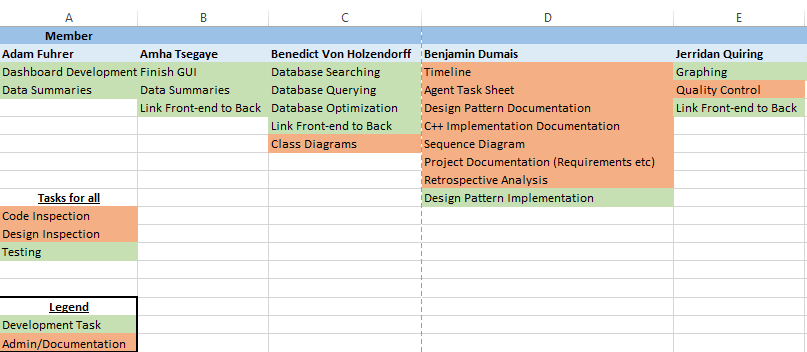 A B C D E
Member
Adam Fuhrer Amha Tsegaye Benedict Von Holzendorff Benjamin Dumais Jerridan Quiring
Dashboard Development Finish GUI Database Searching Timeline Graphing
Data Summaries Data Summaries Database Querying Agent Task Sheet Quality Control
Link Front-end to Back Database Optimization Design Pattern Documentation Link Front-end to Back
Link Front-end to Back C++ Implementation Documentation
Class Diagrams Sequence Diagram
Project Documentation (Requirements etc)
Retrospective Analysis
Tasks for all Design Pattern Implementation
Code Inspection
Design Inspection
Testing
Legend
Development Task
Admin/Documentation